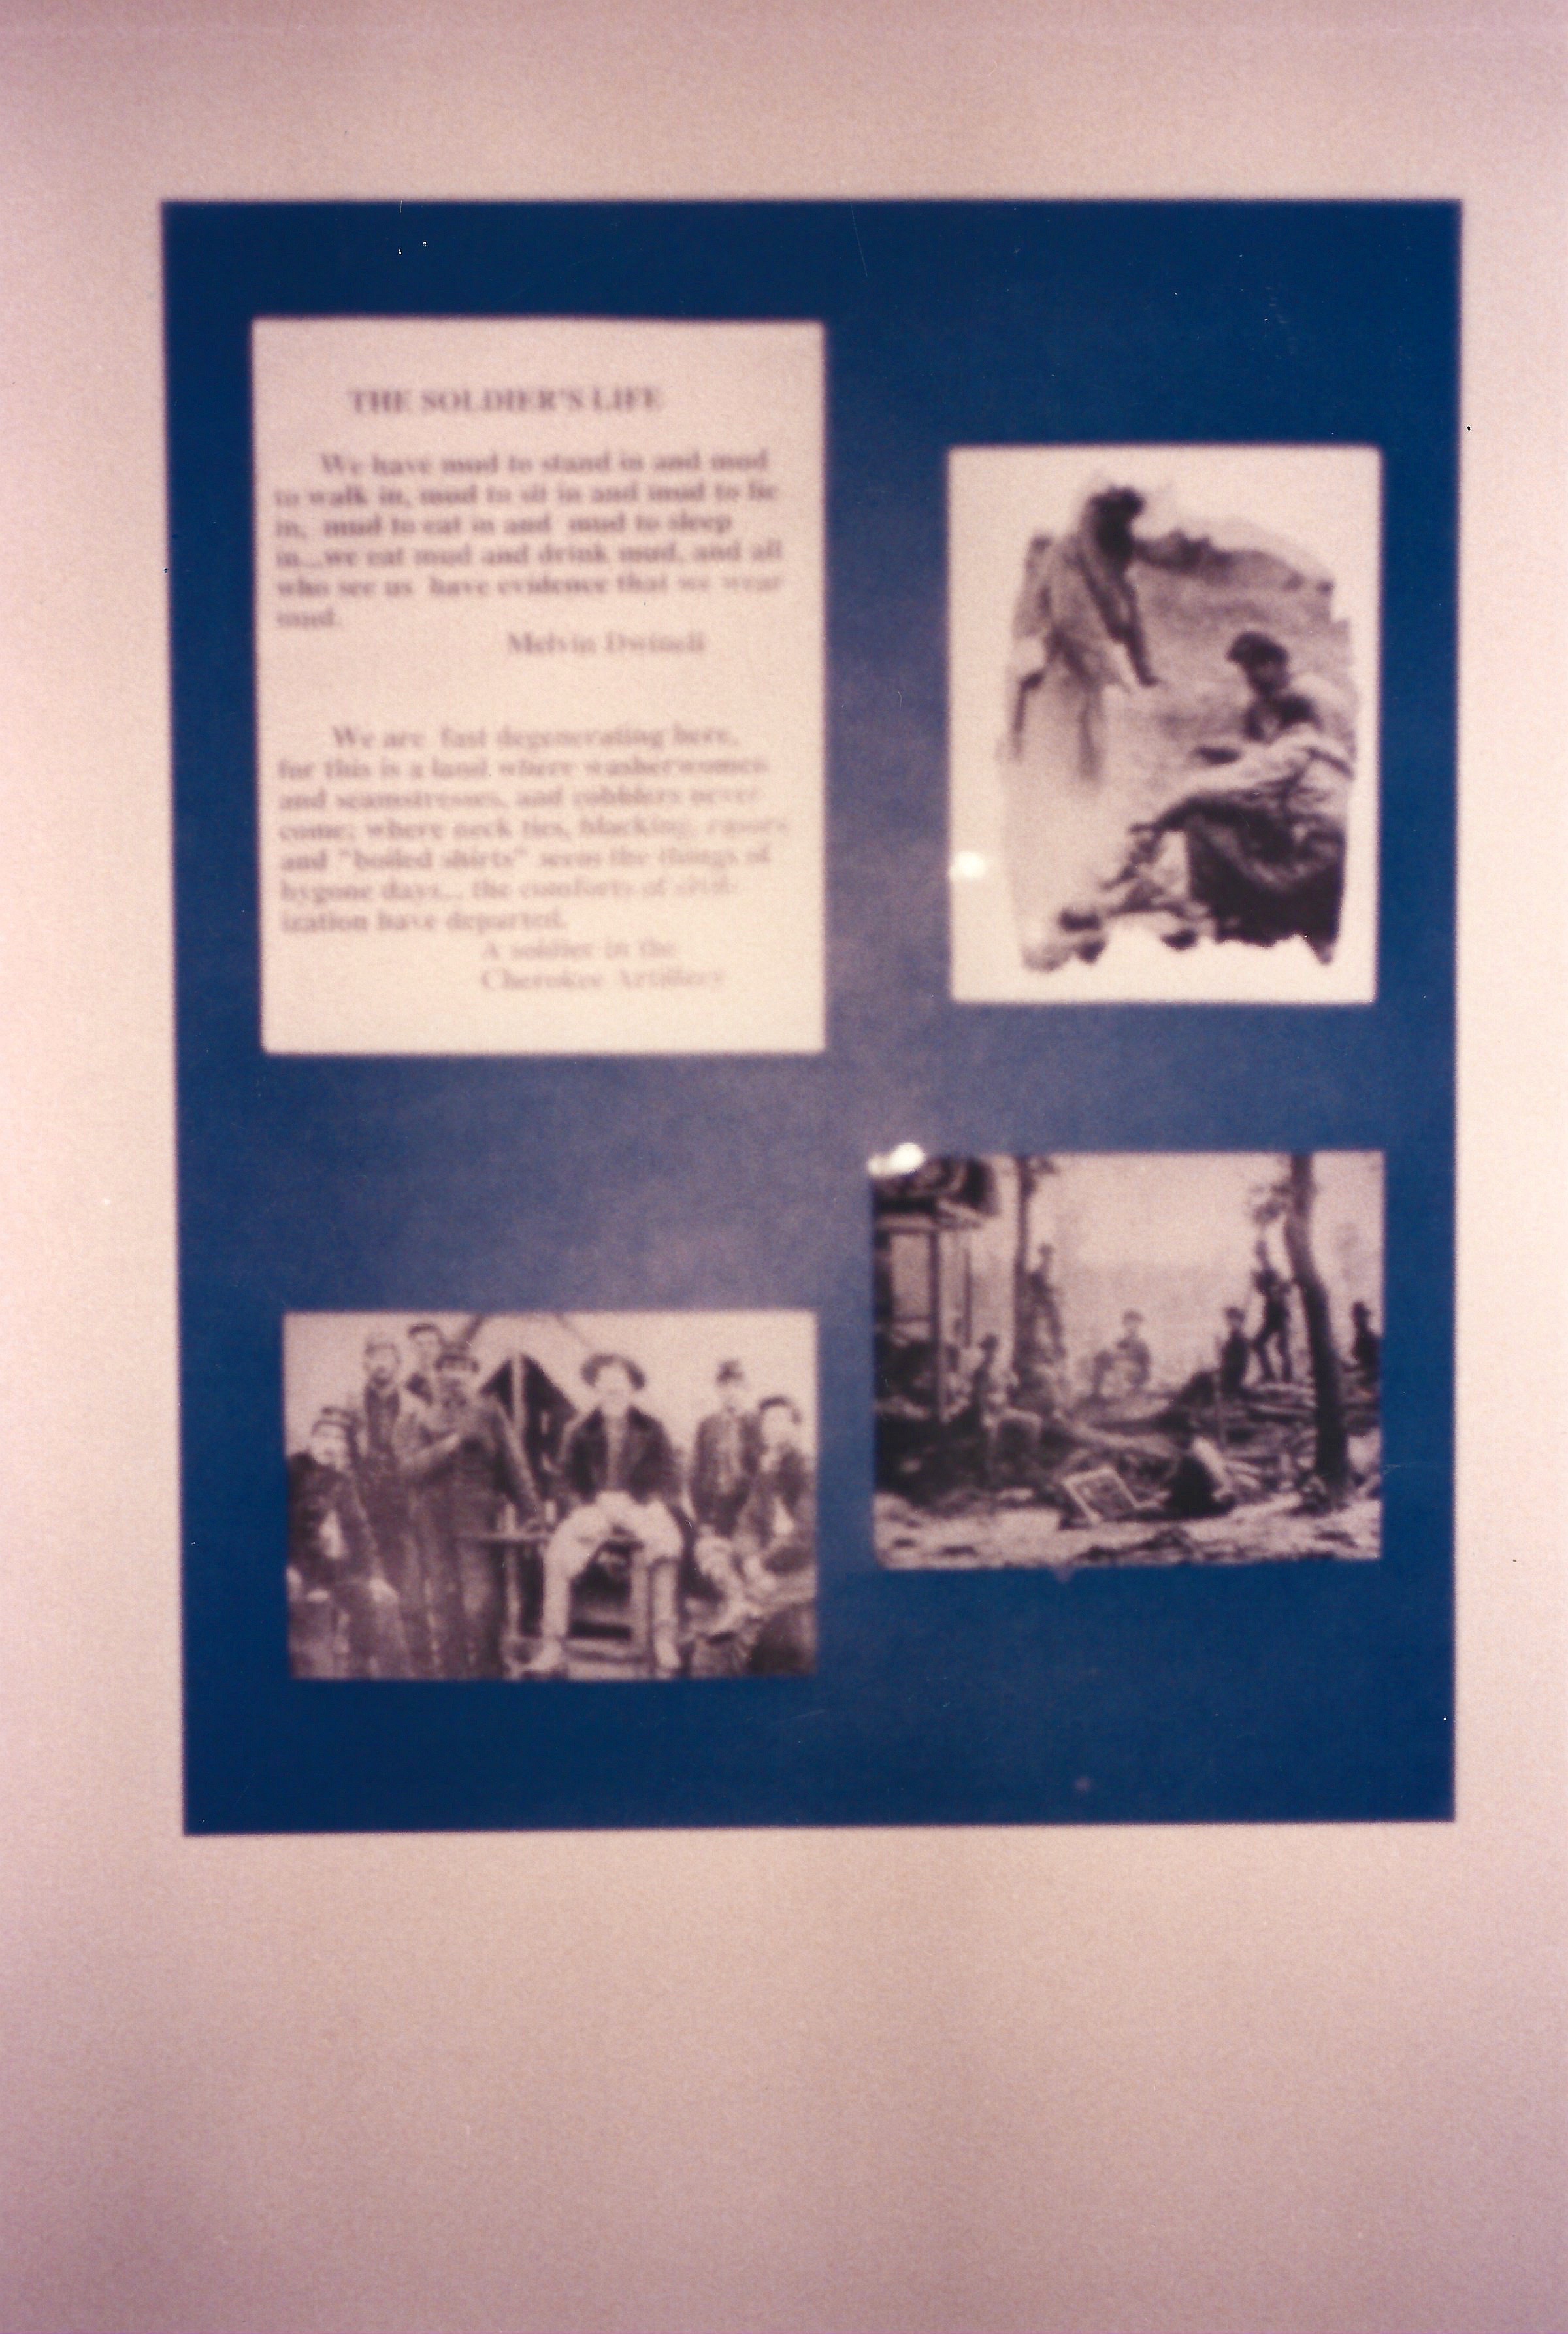 THE SOLDIER'S LIFE
We have mud to stand in and mud
to walk in, mud to sit in and mud to lie
in, mud to eat in and mud to sleep
in...we eat mud and drink mud, and all
who see us have evidence that we wear
mud.
Melvin Dwinell
We are fast degenerating here,
for this is a land where washerwomen
and seamstresses, and cobblers never
come; where neck ties, blacking, razors
and "boiled shirts" seem the things of
bygone days... the comforts of civil-
ization have departed.
A soldier in the
Cherokee Artillery